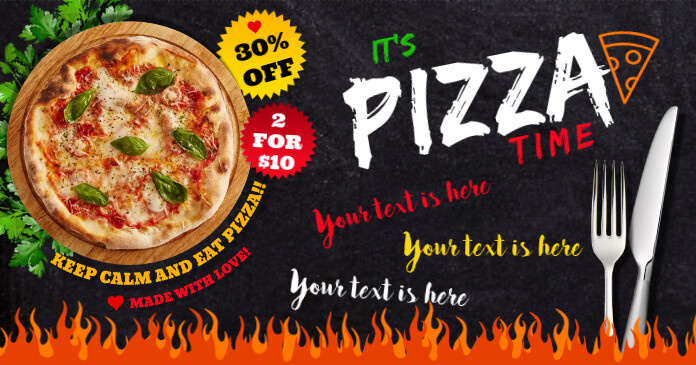 30%
OFF
2
FOR
$10
KEEP CALM AND EAT PIZZA!!
MADE WITH LOVE!
IT'S
PIZZA
TIME
Your text is here
Your text is here
Your text is here